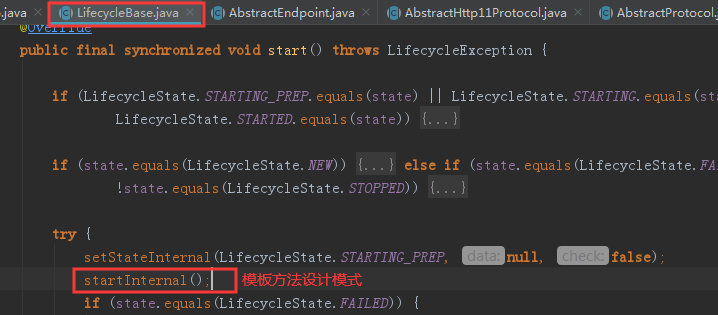 .java × LifecycleBase.java × AbstractEndpoint.java × AbstractHttp11Protocol.java × AbstractProtocol.j
@Override
public final synchronized void start() throws LifecycleException {
if (LifecycleState.STARTING_PREP.equals(state) || LifecycleState.STARTING.equals(sta
LifecycleState.STARTED.equals(state)) {...}
if (state.equals(LifecycleState.NEW)) {...} else if (state.equals(LifecycleState.FA
!state.equals(LifecycleState.STOPPED)) {...}
try {
setStateInternal(LifecycleState.STARTING_PREP, data: null, check: false);
startInternal(); 模板方法设计模式
if (state.equals(LifecycleState.FAILED)) {